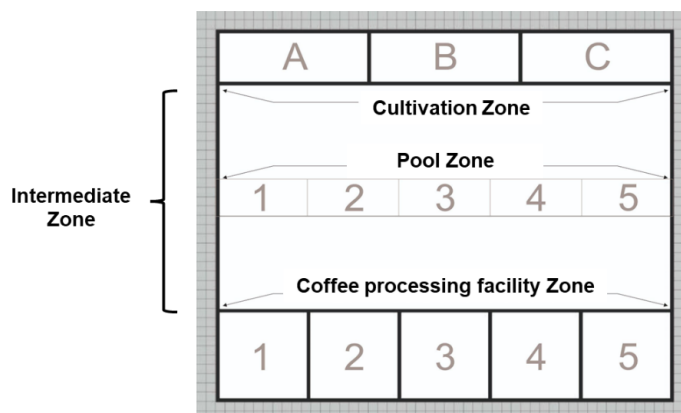 A B C
Cultivation Zone
Pool Zone
1 2 3 4 5
Intermediate
Zone
Coffee processing facility Zone
1 2 3 4 5